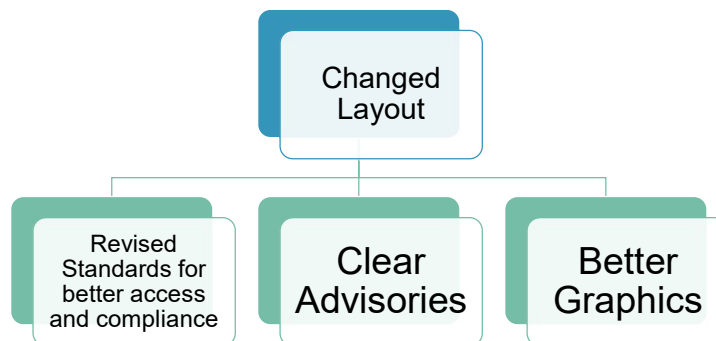 Changed
Layout
Revised
Standards for
better access
and compliance
Clear
Advisories
Better
Graphics